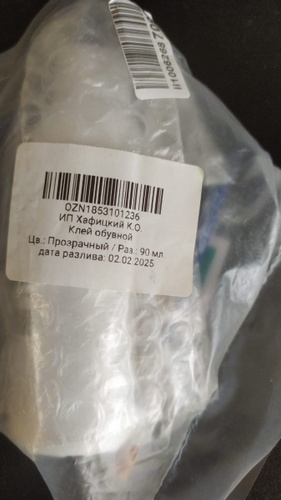 OZN1853101236
ИП Хафицкий К.О.
Клей обувной
Цв.: Прозрачный / Раз.: 90 мл.
дата разлива: 02.02.2025